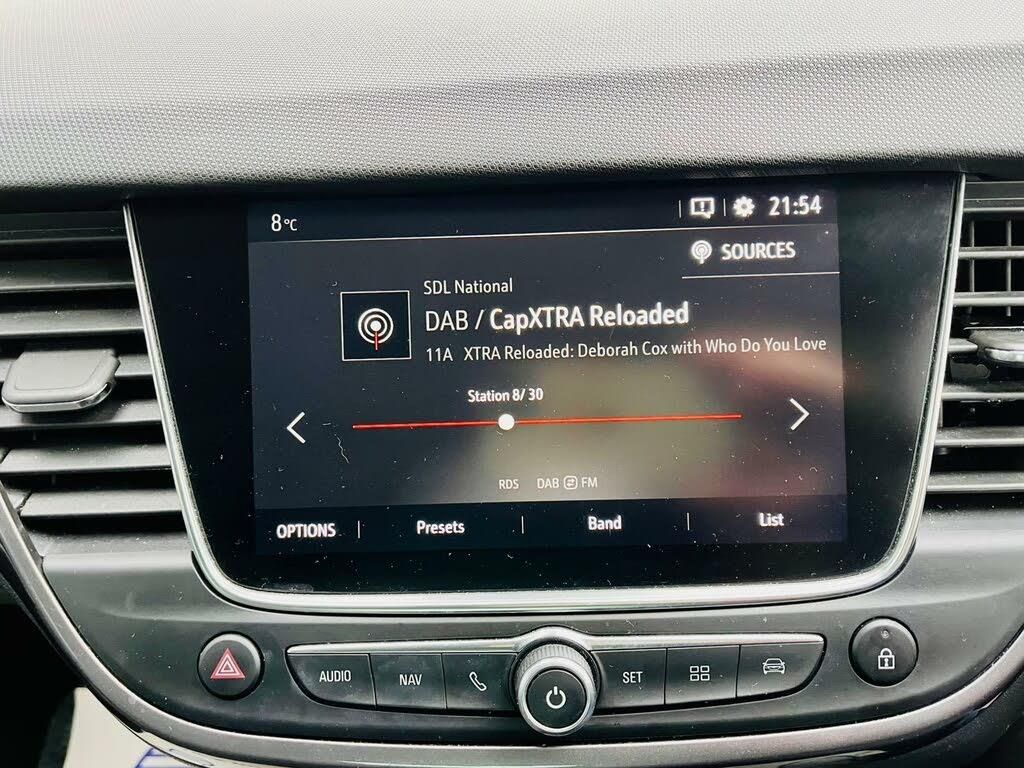 8°C
21:54
SOURCES
SDL National
DAB / CapXTRA Reloaded
11A XTRA Reloaded: Deborah Cox with Who Do You Love
Station 8/30
RDS DAB FM
OPTIONS Presets Band List
AUDIO NAV SET